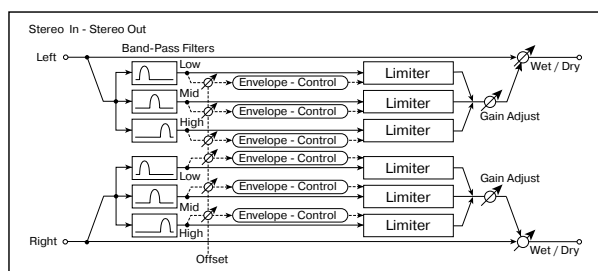 Stereo In - Stereo Out
Band-Pass Filters
Left
Low
Wet / Dry
Envelope - Control
Limiter
Mid
Envelope - Control
Limiter
Gain Adjust
High
Envelope - Control
Limiter
Envelope - Control
Limiter
Low
Gain Adjust
Envelope - Control
Limiter
Mid
Envelope - Control
Limiter
High
Right
Wet / Dry
Offset